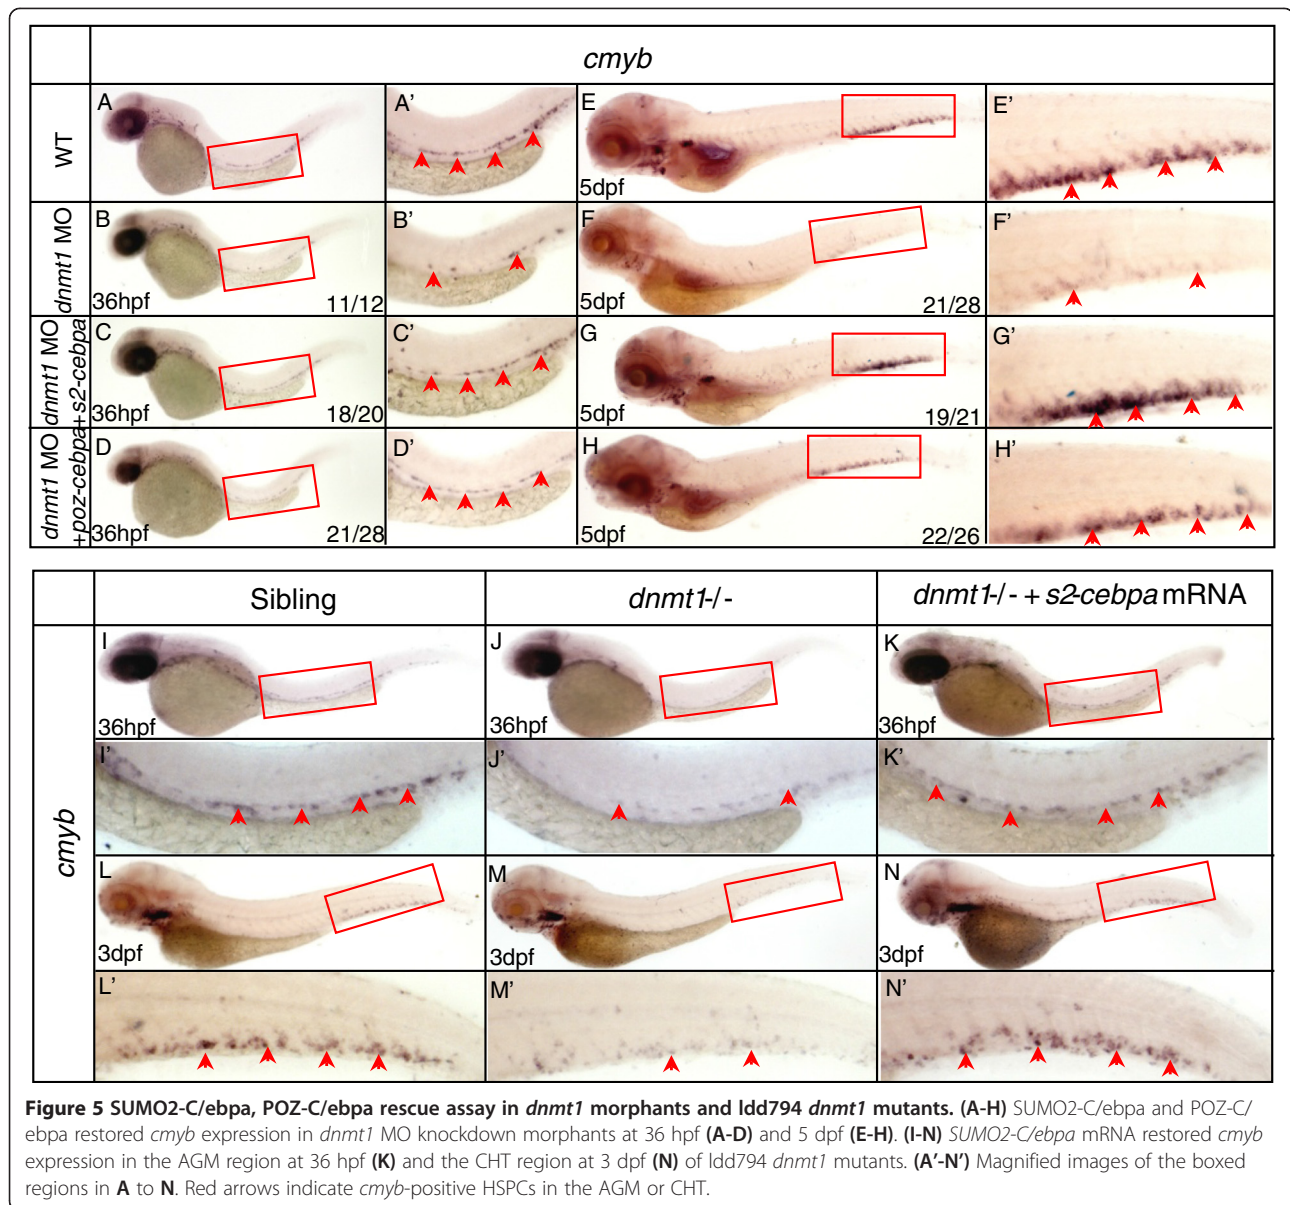 cmyb
WT
A
A'
E
5dpf
E'
dnmt1 MO
B
36hpf
11/12
B'
F
5dpf
21/28
F'
dnmt1 MO
+s2-cebpa
C
36hpf
18/20
C'
G
5dpf
19/21
G'
dnmt1 MO
+poz-cebpa
D
36hpf
21/28
D'
H
5dpf
22/26
H'
Sibling
dnmt1-/-
dnmt1-/- + s2-cebpa mRNA
cmyb
I
36hpf
J
36hpf
K
36hpf
I'
J'
K'
L
3dpf
M
3dpf
N
3dpf
L'
M'
N'
Figure 5 SUMO2-C/ebpa, POZ-C/ebpa rescue assay in dnmt1 morphants and ldd794 dnmt1 mutants. (A-H) SUMO2-C/ebpa and POZ-C/
ebpa restored cmyb expression in dnmt1 MO knockdown morphants at 36 hpf (A-D) and 5 dpf (E-H). (I-N) SUMO2-C/ebpa mRNA restored cmyb
expression in the AGM region at 36 hpf (K) and the CHT region at 3 dpf (N) of ldd794 dnmt1 mutants. (A'-N') Magnified images of the boxed
regions in A to N. Red arrows indicate cmyb-positive HSPCs in the AGM or CHT.